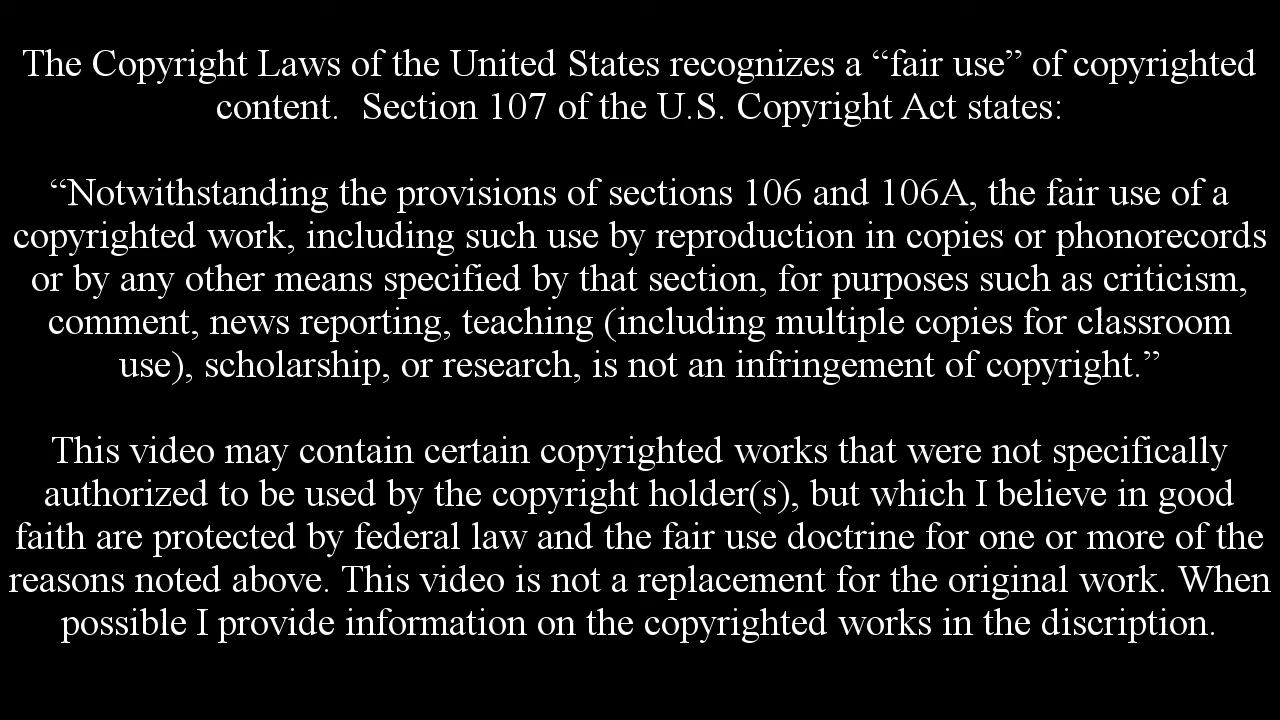 The Copyright Laws of the United States recognizes a “fair use” of copyrighted
content.  Section 107 of the U.S. Copyright Act states:
“Notwithstanding the provisions of sections 106 and 106A, the fair use of a
copyrighted work, including such use by reproduction in copies or phonorecords
or by any other means specified by that section, for purposes such as criticism,
comment, news reporting, teaching (including multiple copies for classroom
use), scholarship, or research, is not an infringement of copyright.”
This video may contain certain copyrighted works that were not specifically
authorized to be used by the copyright holder(s), but which I believe in good
faith are protected by federal law and the fair use doctrine for one or more of the
reasons noted above. This video is not a replacement for the original work. When
possible I provide information on the copyrighted works in the discription.